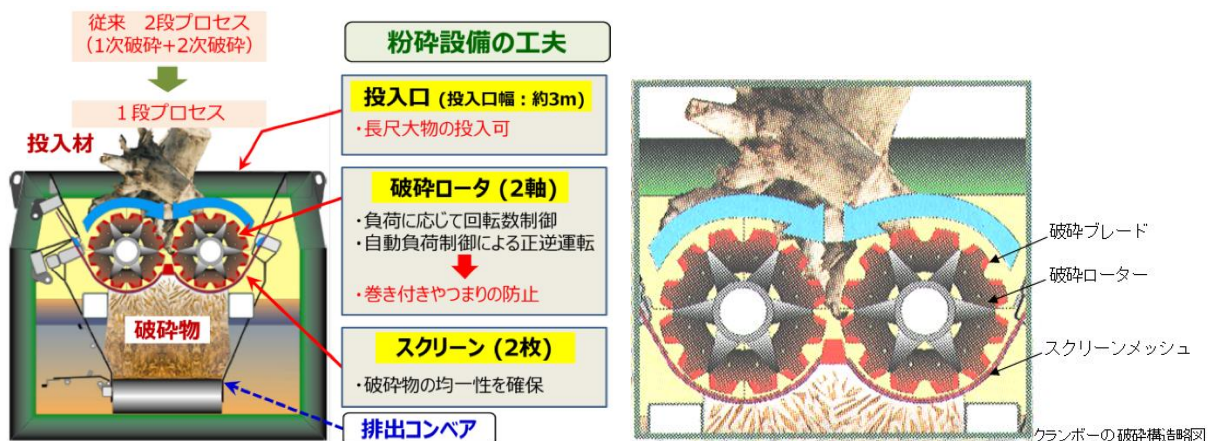 従来 2段プロセス
(1次破砕+2次破砕)
1段プロセス
投入材
破砕物
粉砕設備の工夫
投入口 (投入口幅:約3m)
・長尺大物の投入可
破砕ロータ (2軸)
・負荷に応じて回転数制御
・自動負荷制御による正逆運転
・巻き付きやつまりの防止
スクリーン (2枚)
・破砕物の均一性を確保
排出コンベア
破砕ブレード
破砕ローター
スクリーンメッシュ
クランボーの破砕構造略図